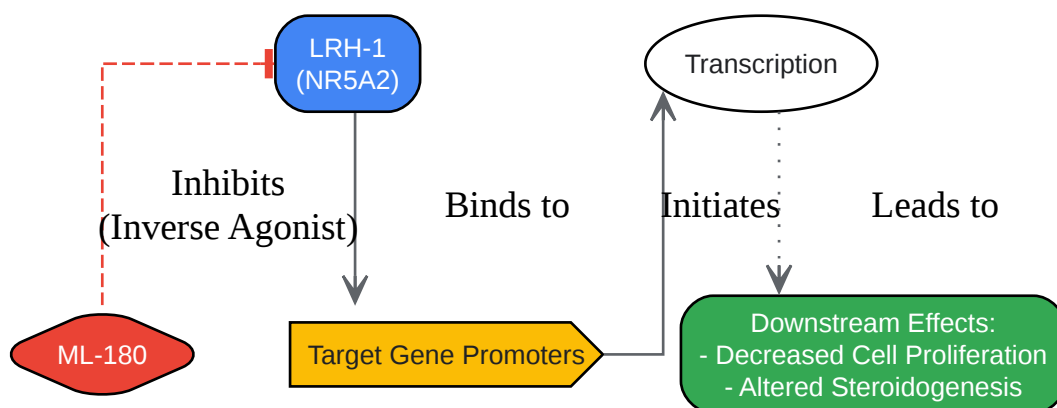 LRH-1
(NR5A2)
Transcription
Inhibits
(Inverse Agonist)
Binds to
Initiates
Leads to
ML-180
Target Gene Promoters
Downstream Effects:
- Decreased Cell Proliferation
- Altered Steroidogenesis